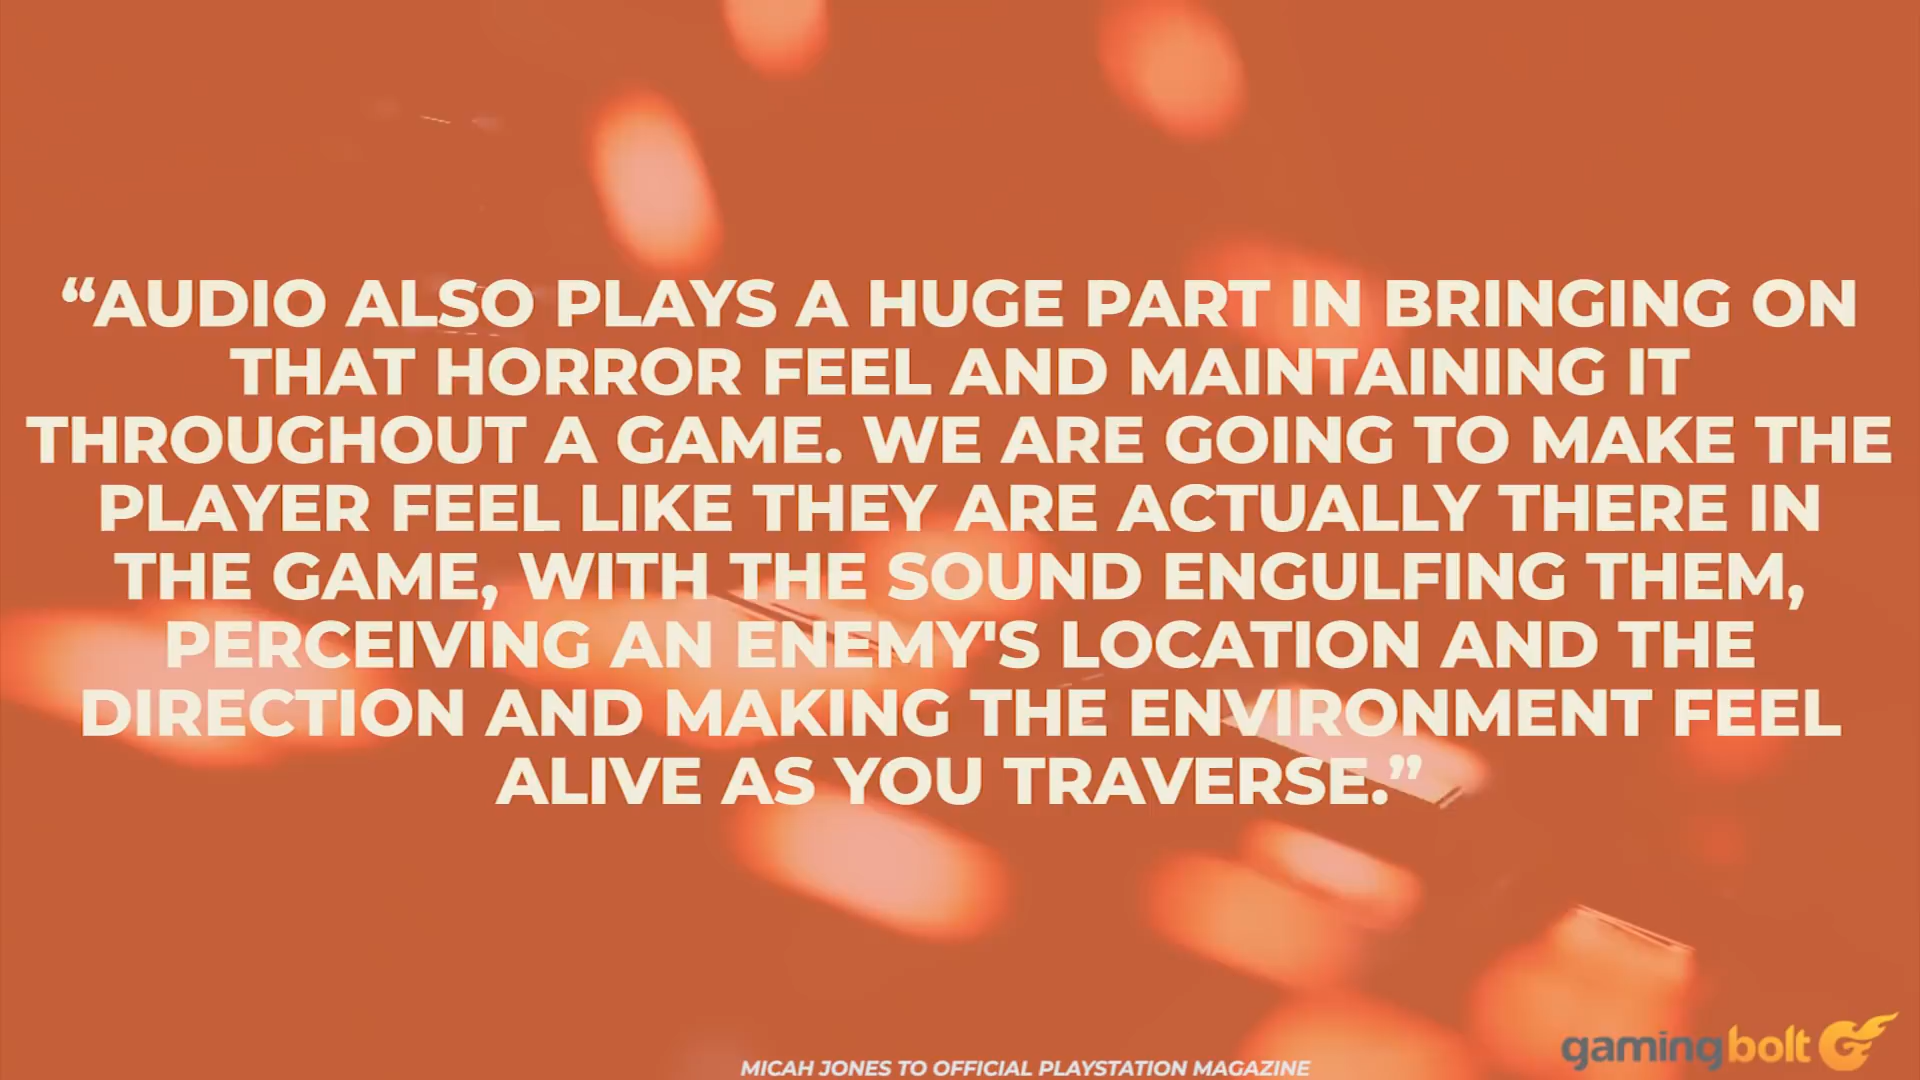 “AUDIO ALSO PLAYS A HUGE PART IN BRINGING ON
THAT HORROR FEEL AND MAINTAINING IT
THROUGHOUT A GAME. WE ARE GOING TO MAKE THE
PLAYER FEEL LIKE THEY ARE ACTUALLY THERE IN
THE GAME, WITH THE SOUND ENGULFING THEM,
PERCEIVING AN ENEMY'S LOCATION AND THE
DIRECTION AND MAKING THE ENVIRONMENT FEEL
ALIVE AS YOU TRAVERSE.”
MICAH JONES TO OFFICIAL PLAYSTATION MAGAZINE
gamingbolt